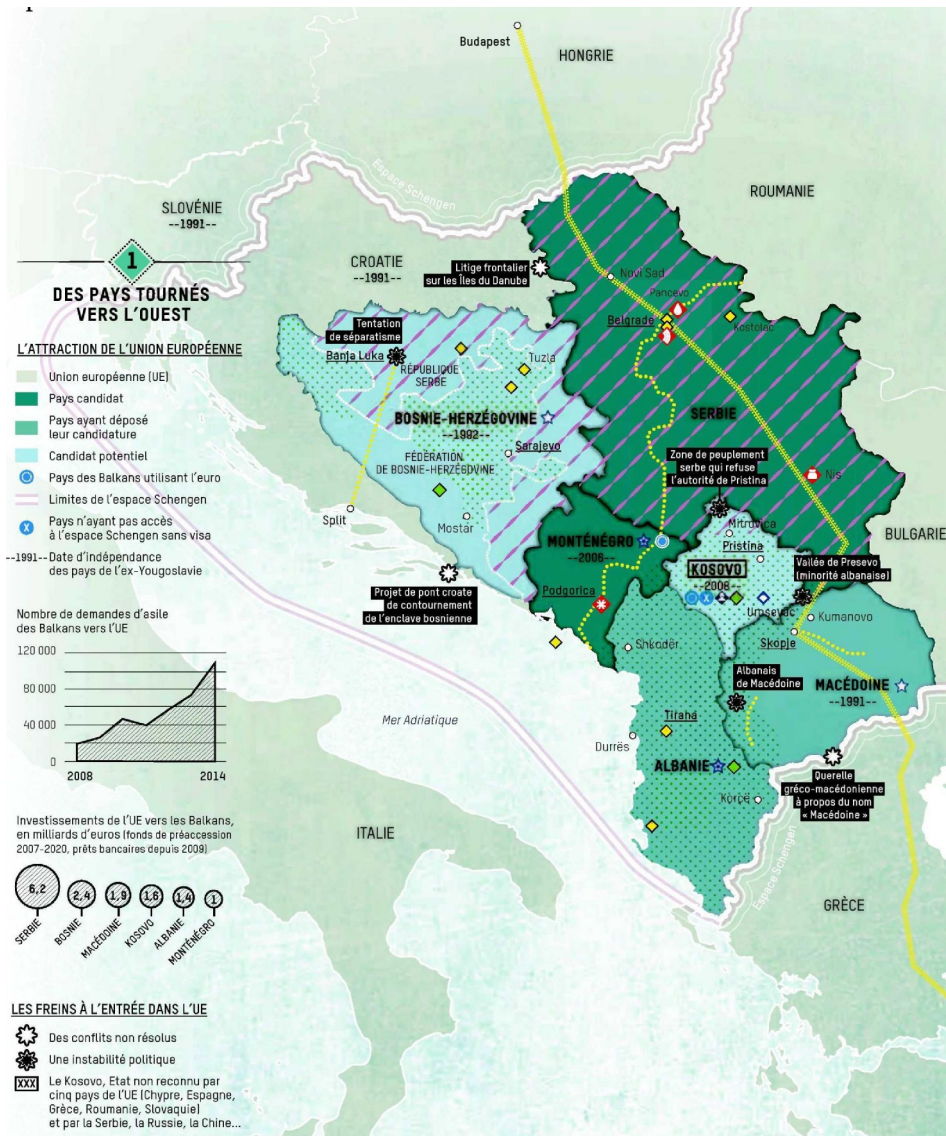 Budapest
HONGRIE
Espace Schengen
ROUMANIE
SLOVÉNIE
--1991--
1
DES PAYS TOURNÉS
VERS L'OUEST
CROATIE
--1991--
Litige frontalier
sur les Îles du Danube
Novi Sad
Pancevo
Belgrade
Kostolac
Tentation
de séparatisme
Banja Luka
RÉPUBLIQUE
SERBE
Tuzla
BOSNIE-HERZÉGOVINE
--1992--
Sarajevo
FÉDÉRATION
DE BOSNIE-HERZÉGOVINE
SERBIE
Zone de peuplement
serbe qui refuse
l'autorité de Pristina
Nis
Split
Mostar
MONTÉNÉGRO
--2006--
Mitrovica
Pristina
BULGARIE
KOSOVO
--2008--
Vallée de Presevo
(minorité albanaise)
Projet de pont croate
de contournement
de l'enclave bosnienne
Podgorica
Urosevac
Kumanovo
Shkodër
Skopje
Albanais
de Macédoine
MACÉDOINE
--1991--
Mer Adriatique
Tirana
Durrës
ALBANIE
Korçë
Querelle
gréco-macédonienne
à propos du nom
« Macédoine »
ITALIE
Espace Schengen
GRÈCE
L'ATTRACTION DE L'UNION EUROPÉENNE
Union européenne (UE)
Pays candidat
Pays ayant déposé
leur candidature
Candidat potentiel
Pays des Balkans utilisant l'euro
Limites de l'espace Schengen
X Pays n'ayant pas accès
à l'espace Schengen sans visa
--1991-- Date d'indépendance
des pays de l'ex-Yougoslavie
Nombre de demandes d'asile
des Balkans vers l'UE
120 000
80 000
40 000
0
2008 2014
Investissements de l'UE vers les Balkans,
en milliards d'euros (fonds de préaccession
2007-2020, prêts bancaires depuis 2009)
6,2 2,4 1,9 1,6 1,4 1
SERBIE BOSNIE MACÉDOINE KOSOVO ALBANIE MONTÉNÉGRO
LES FREINS À L'ENTRÉE DANS L'UE
Des conflits non résolus
Une instabilité politique
XXX Le Kosovo, Etat non reconnu par
cinq pays de l'UE (Chypre, Espagne,
Grèce, Roumanie, Slovaquie)
et par la Serbie, la Russie, la Chine...